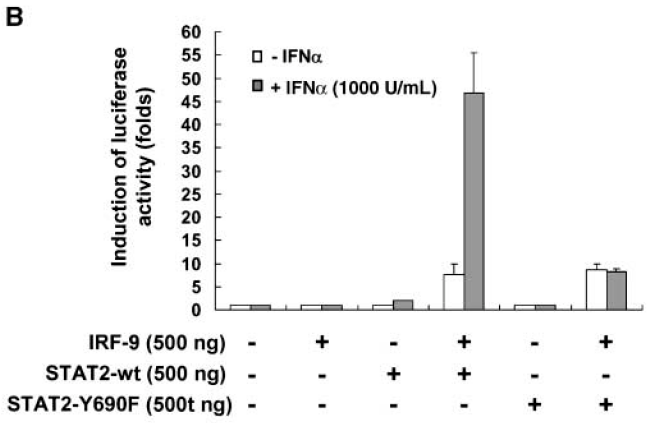 B
60
55
50
45
40
35
30
25
20
15
10
5
0
Induction of luciferase
activity (folds)
- IFNα
+ IFNα (1000 U/mL)
IRF-9 (500 ng) - + - + - +
STAT2-wt (500 ng) - - + + - -
STAT2-Y690F (500t ng) - - - - + +